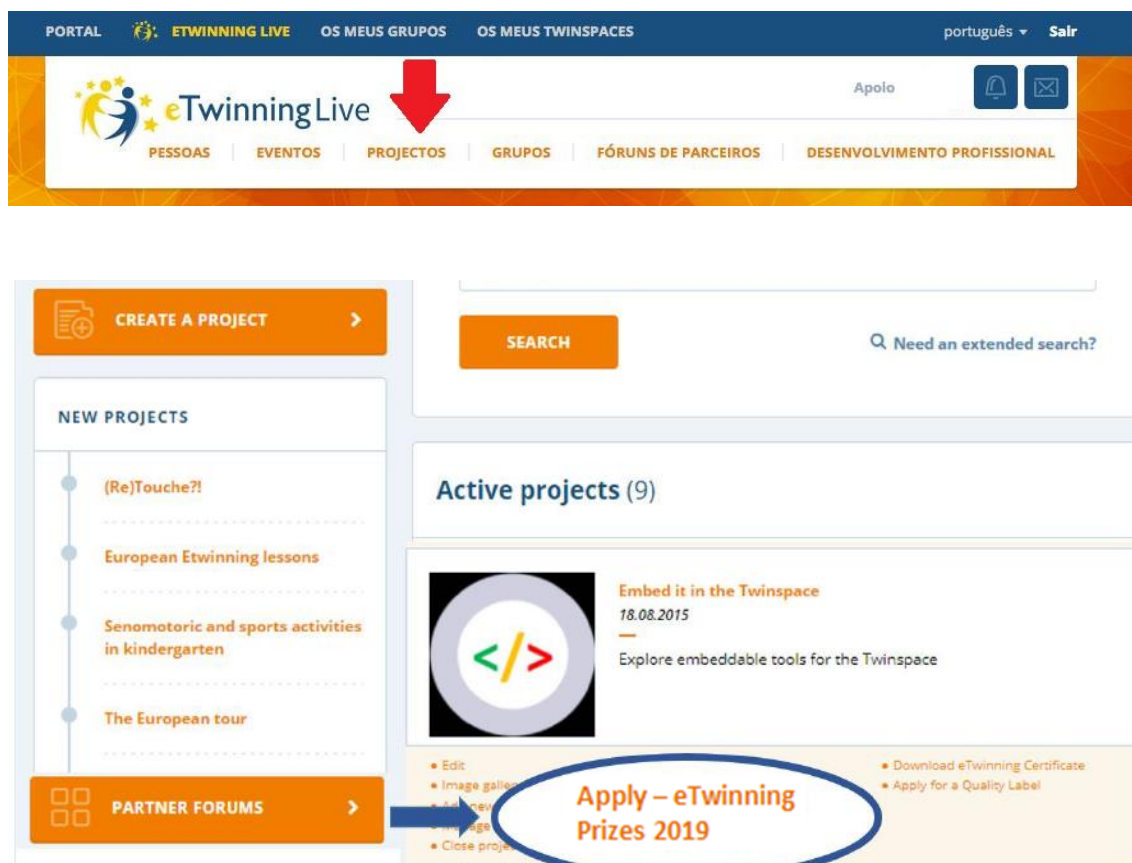 PORTAL ETWINNING LIVE OS MEUS GRUPOS OS MEUS TWINSPACES português Sair
eTwinningLive
Apolo
PESSOAS EVENTOS PROJECTOS GRUPOS FÓRUNS DE PARCEIROS DESENVOLVIMENTO PROFISSIONAL
CREATE A PROJECT
NEW PROJECTS
(Re)Touche?!
European Etwinning lessons
Senomotoric and sports activities
in kindergarten
The European tour
PARTNER FORUMS
SEARCH
Need an extended search?
Active projects (9)
</>
Embed it in the Twinspace
18.08.2015
Explore embeddable tools for the Twinspace
• Edit
• Image
• Close
• Download eTwinning Certificate
• Apply for a Quality Label
Apply – eTwinning
Prizes 2019